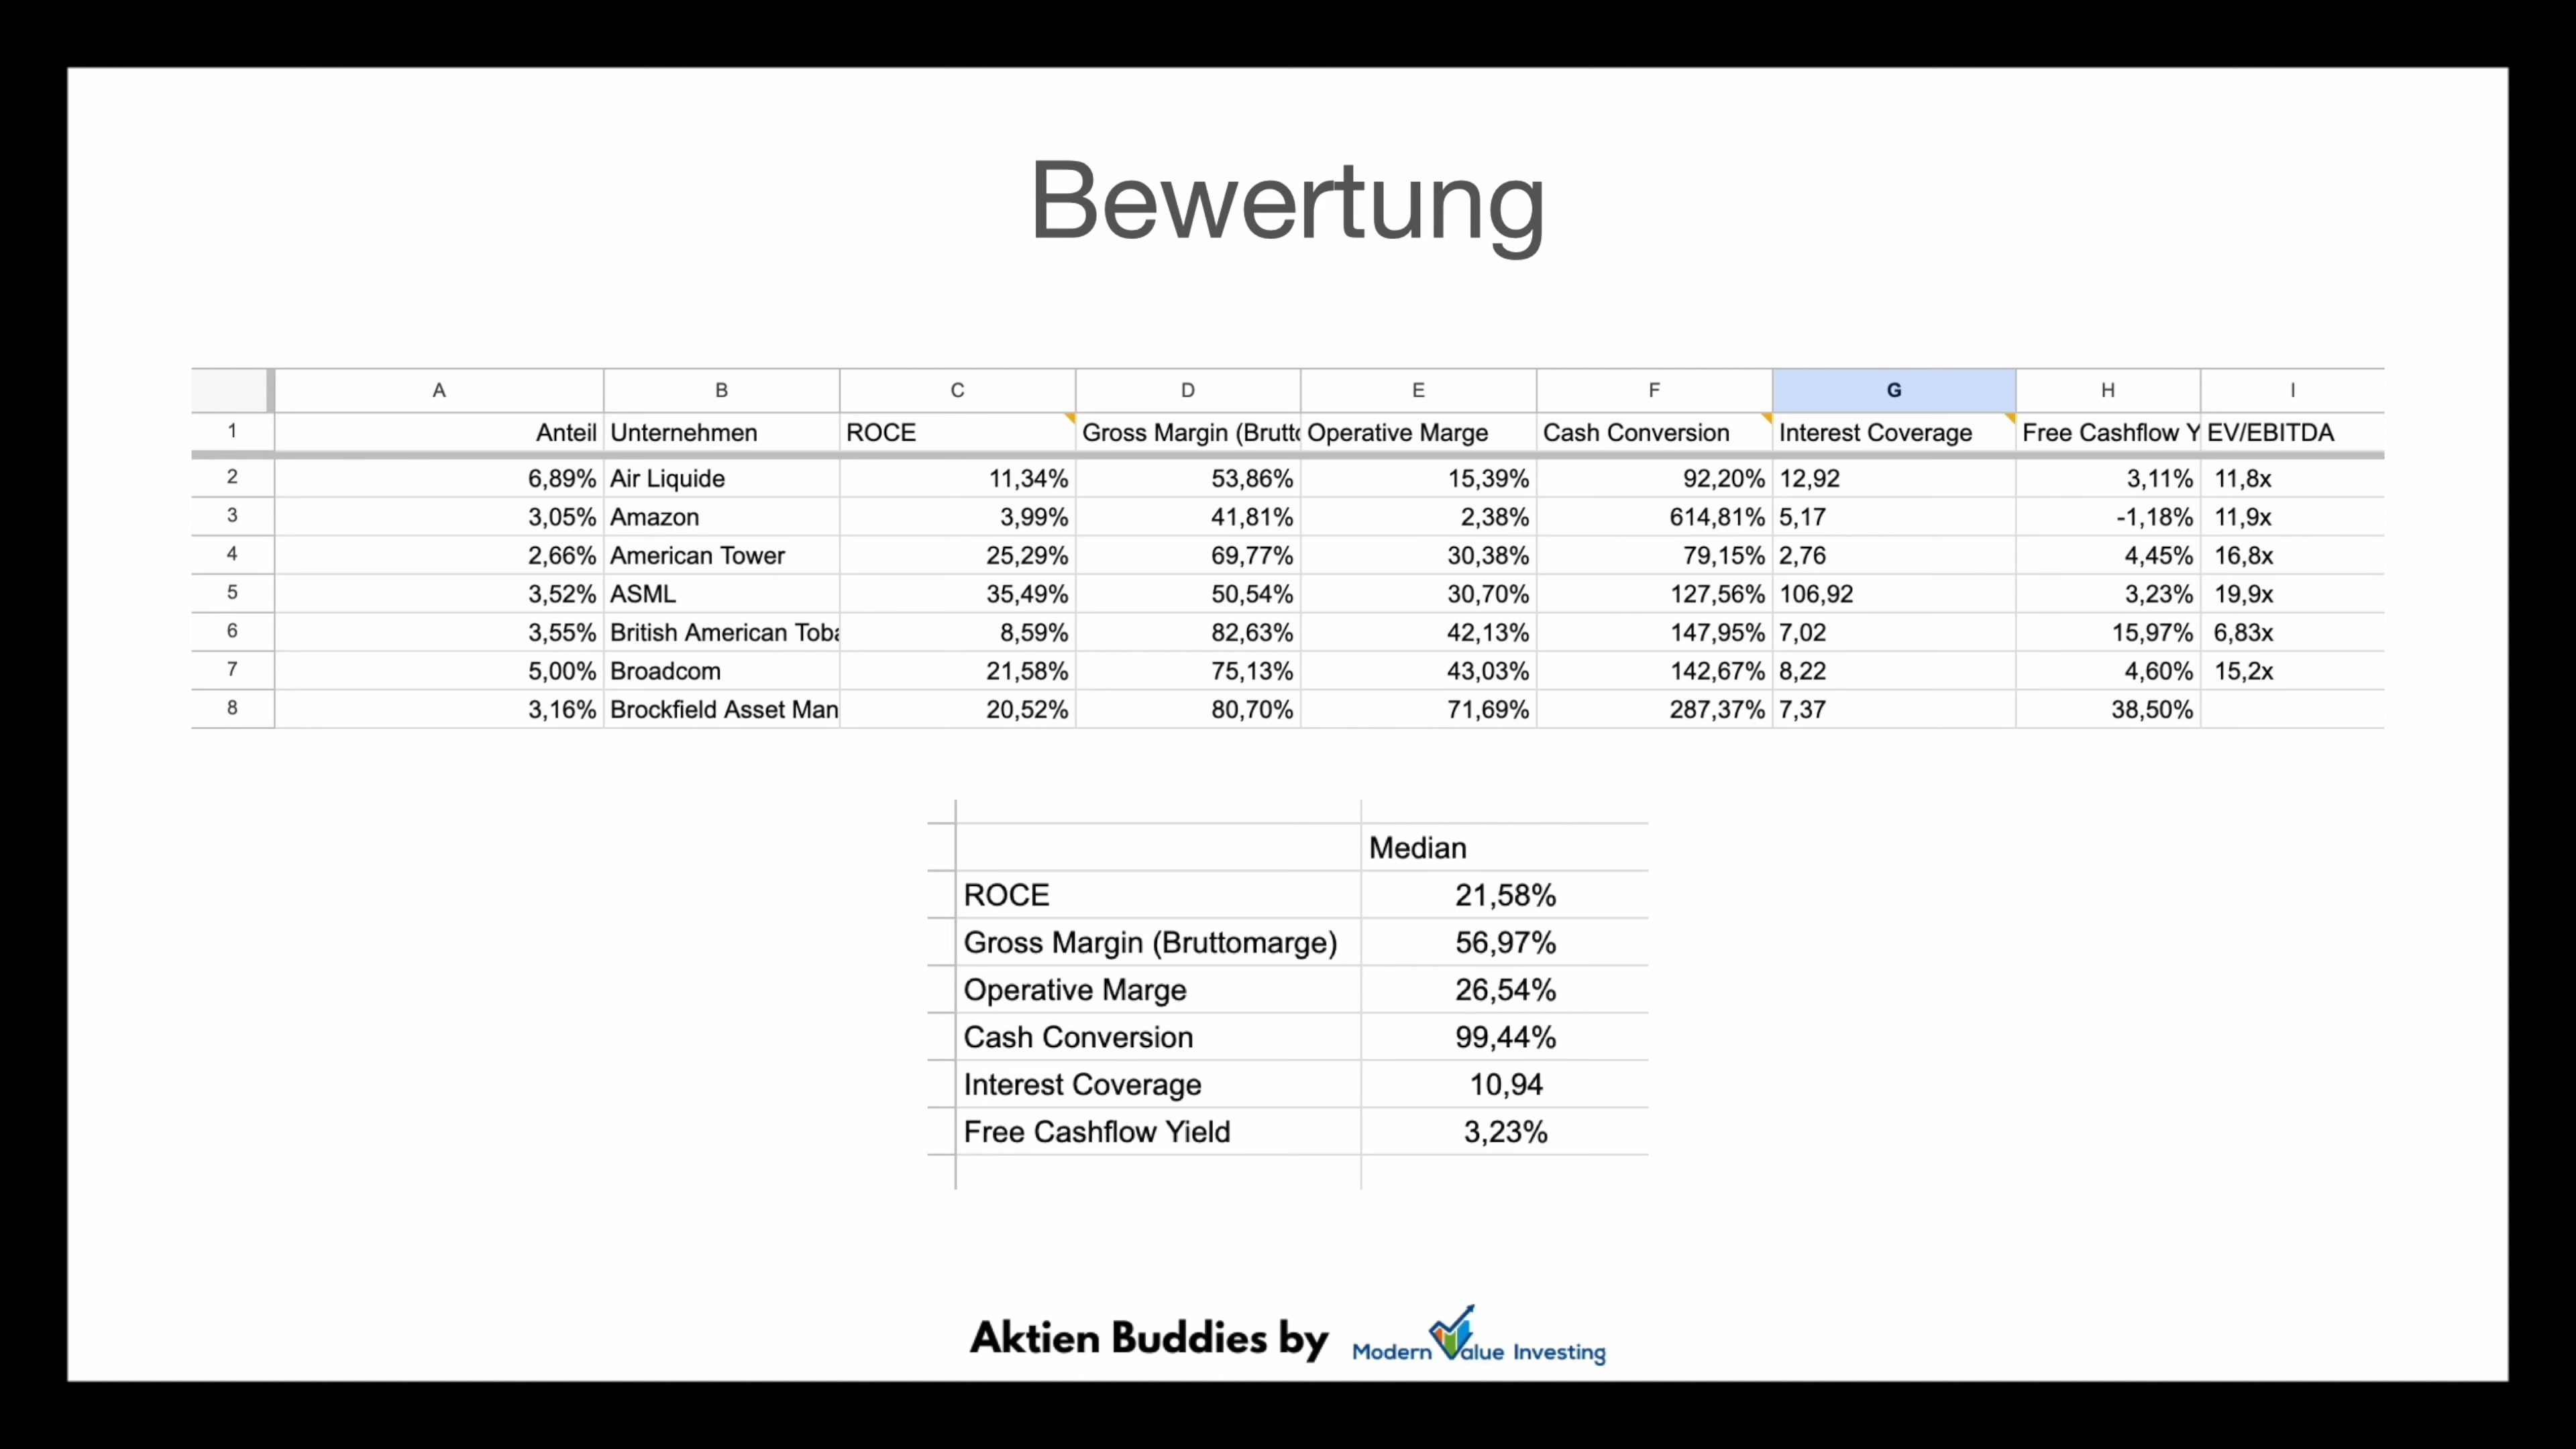 Bewertung
A B C D E F G H I
1 Anteil Unternehmen ROCE Gross Margin (Brutto Operative Marge Cash Conversion Interest Coverage Free Cashflow Y EV/EBITDA
2 6,89% Air Liquide 11,34% 53,86% 15,39% 92,20% 12,92 3,11% 11,8x
3 3,05% Amazon 3,99% 41,81% 2,38% 614,81% 5,17 -1,18% 11,9x
4 2,66% American Tower 25,29% 69,77% 30,38% 79,15% 2,76 4,45% 16,8x
5 3,52% ASML 35,49% 50,54% 30,70% 127,56% 106,92 3,23% 19,9x
6 3,55% British American Toba 8,59% 82,63% 42,13% 147,95% 7,02 15,97% 6,83x
7 5,00% Broadcom 21,58% 75,13% 43,03% 142,67% 8,22 4,60% 15,2x
8 3,16% Brockfield Asset Man 20,52% 80,70% 71,69% 287,37% 7,37 38,50%
Median
ROCE 21,58%
Gross Margin (Bruttomarge) 56,97%
Operative Marge 26,54%
Cash Conversion 99,44%
Interest Coverage 10,94
Free Cashflow Yield 3,23%
Aktien Buddies by Modern Value Investing